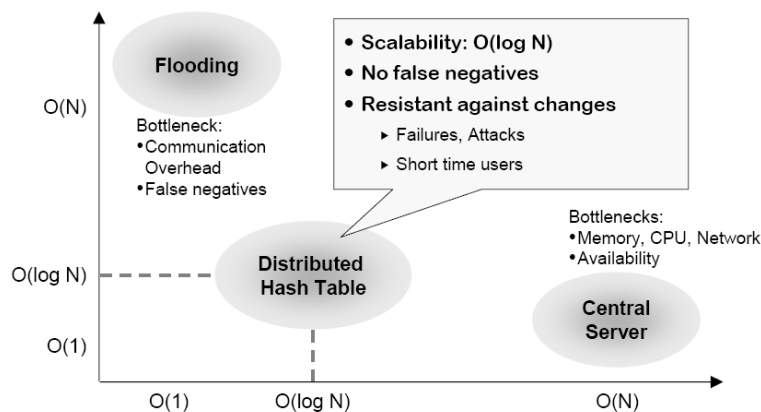 Flooding
• Scalability: O(log N)
• No false negatives
• Resistant against changes
▸ Failures, Attacks
▸ Short time users
O(N)
Bottleneck:
•Communication
Overhead
•False negatives
Bottlenecks:
•Memory, CPU, Network
•Availability
O(log N)
Distributed
Hash Table
Central
Server
O(1)
O(1)
O(log N)
O(N)